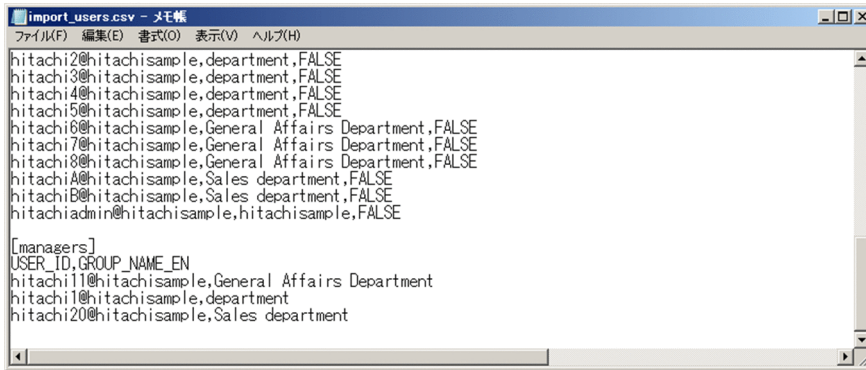 import_users.csv - メモ帳
ファイル(F) 編集(E) 書式(O) 表示(V) ヘルプ(H)
hitachi2@hitachisample,department,FALSE
hitachi3@hitachisample,department,FALSE
hitachi4@hitachisample,department,FALSE
hitachi5@hitachisample,department,FALSE
hitachi6@hitachisample,General Affairs Department,FALSE
hitachi7@hitachisample,General Affairs Department,FALSE
hitachi8@hitachisample,General Affairs Department,FALSE
hitachiA@hitachisample,Sales department,FALSE
hitachiB@hitachisample,Sales department,FALSE
hitachiadmin@hitachisample,hitachisample,FALSE
[managers]
USER_ID,GROUP_NAME_EN
hitachi11@hitachisample,General Affairs Department
hitachi1@hitachisample,department
hitachi20@hitachisample,Sales department